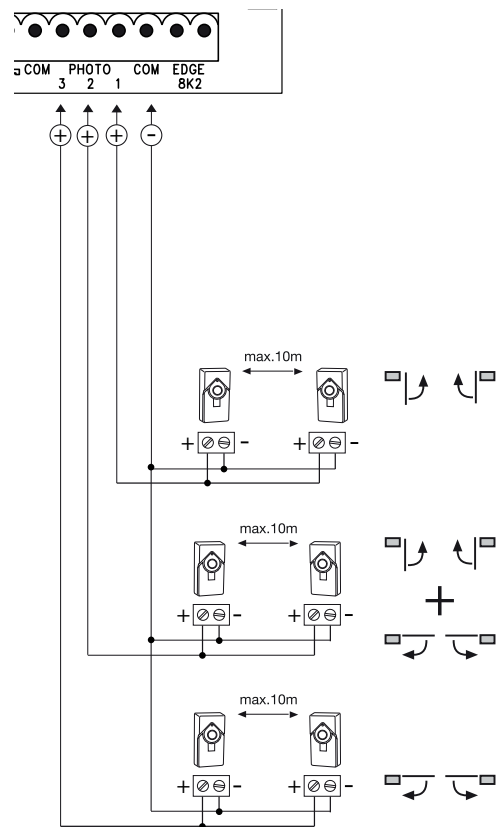 COM PHOTO COM EDGE
3 2 1 8K2
+ + + -
max.10m
+ - + -
max.10m
+ - + -
+
max.10m
+ - + -